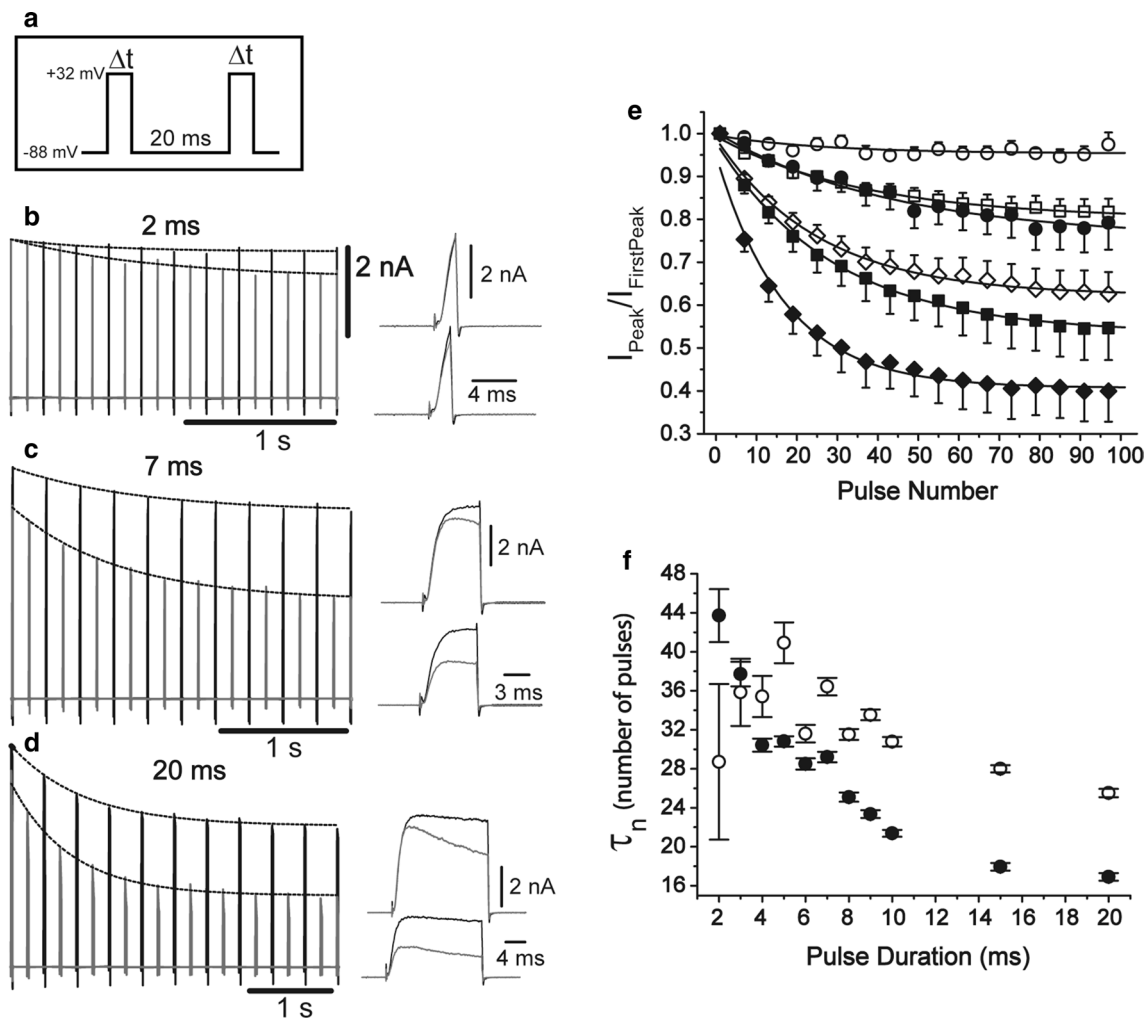 a
Δt Δt
+32 mV
20 ms
-88 mV
b
2 ms
2 nA
2 nA
4 ms
1 s
c
7 ms
2 nA
3 ms
1 s
d
20 ms
2 nA
4 ms
1 s
e
1.0
0.9
0.8
0.7
0.6
0.5
0.4
0.3
I_Peak/I_FirstPeak
0 10 20 30 40 50 60 70 80 90 100
Pulse Number
f
48
44
40
36
32
28
24
20
16
τ_n (number of pulses)
2 4 6 8 10 12 14 16 18 20
Pulse Duration (ms)